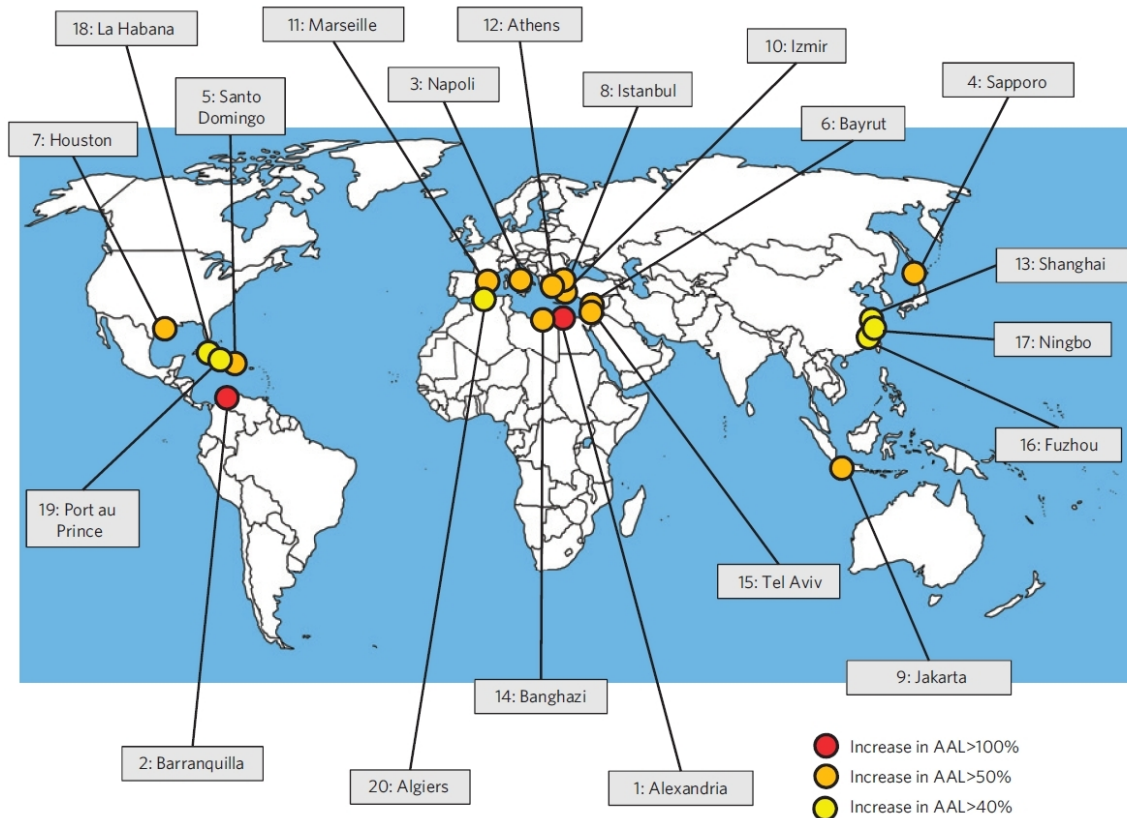 18: La Habana
11: Marseille
12: Athens
10: Izmir
3: Napoli
8: Istanbul
4: Sapporo
5: Santo
Domingo
6: Bayrut
7: Houston
13: Shanghai
17: Ningbo
16: Fuzhou
19: Port au
Prince
15: Tel Aviv
9: Jakarta
14: Banghazi
2: Barranquilla
20: Algiers
1: Alexandria
Increase in AAL>100%
Increase in AAL>50%
Increase in AAL>40%